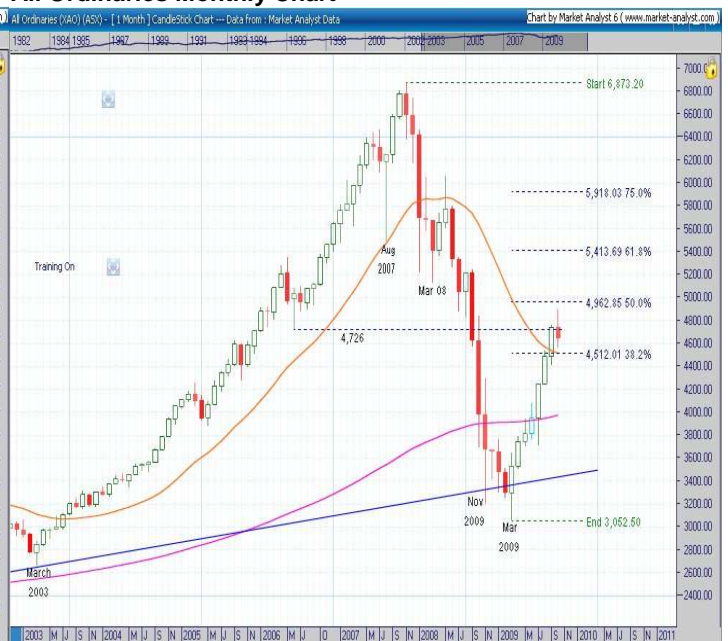 All Ordinaries (XAO) (ASX) - [ 1 Month ] CandleStick Chart --- Data from : Market Analyst Data
Chart by Market Analyst 6 ( www.market-analyst.com )
1982 1984 1985 1987 1989 1991 1993 1994 1996 1998 2000 2003 2005 2007 2009
7000.00
Start 6,873.20
6800.00
6600.00
6400.00
6200.00
6000.00
5,918.03 75.0%
5800.00
5600.00
Aug
2007
5,413.69 61.8%
5400.00
Training On
5200.00
Mar 08
4,962.85 50.0%
5000.00
4800.00
4,726
4600.00
4,512.01 38.2%
4400.00
4200.00
4000.00
3800.00
3600.00
3400.00
Nov
2009
3200.00
End 3,052.50
3000.00
Mar
2009
2800.00
March
2003
2600.00
2400.00
2003 M J S N 2004 M J S N 2005 M J S N 2006 M J O 2007 M J S N 2008 M J S N 2009 M J S N 2010 M J S N 2011